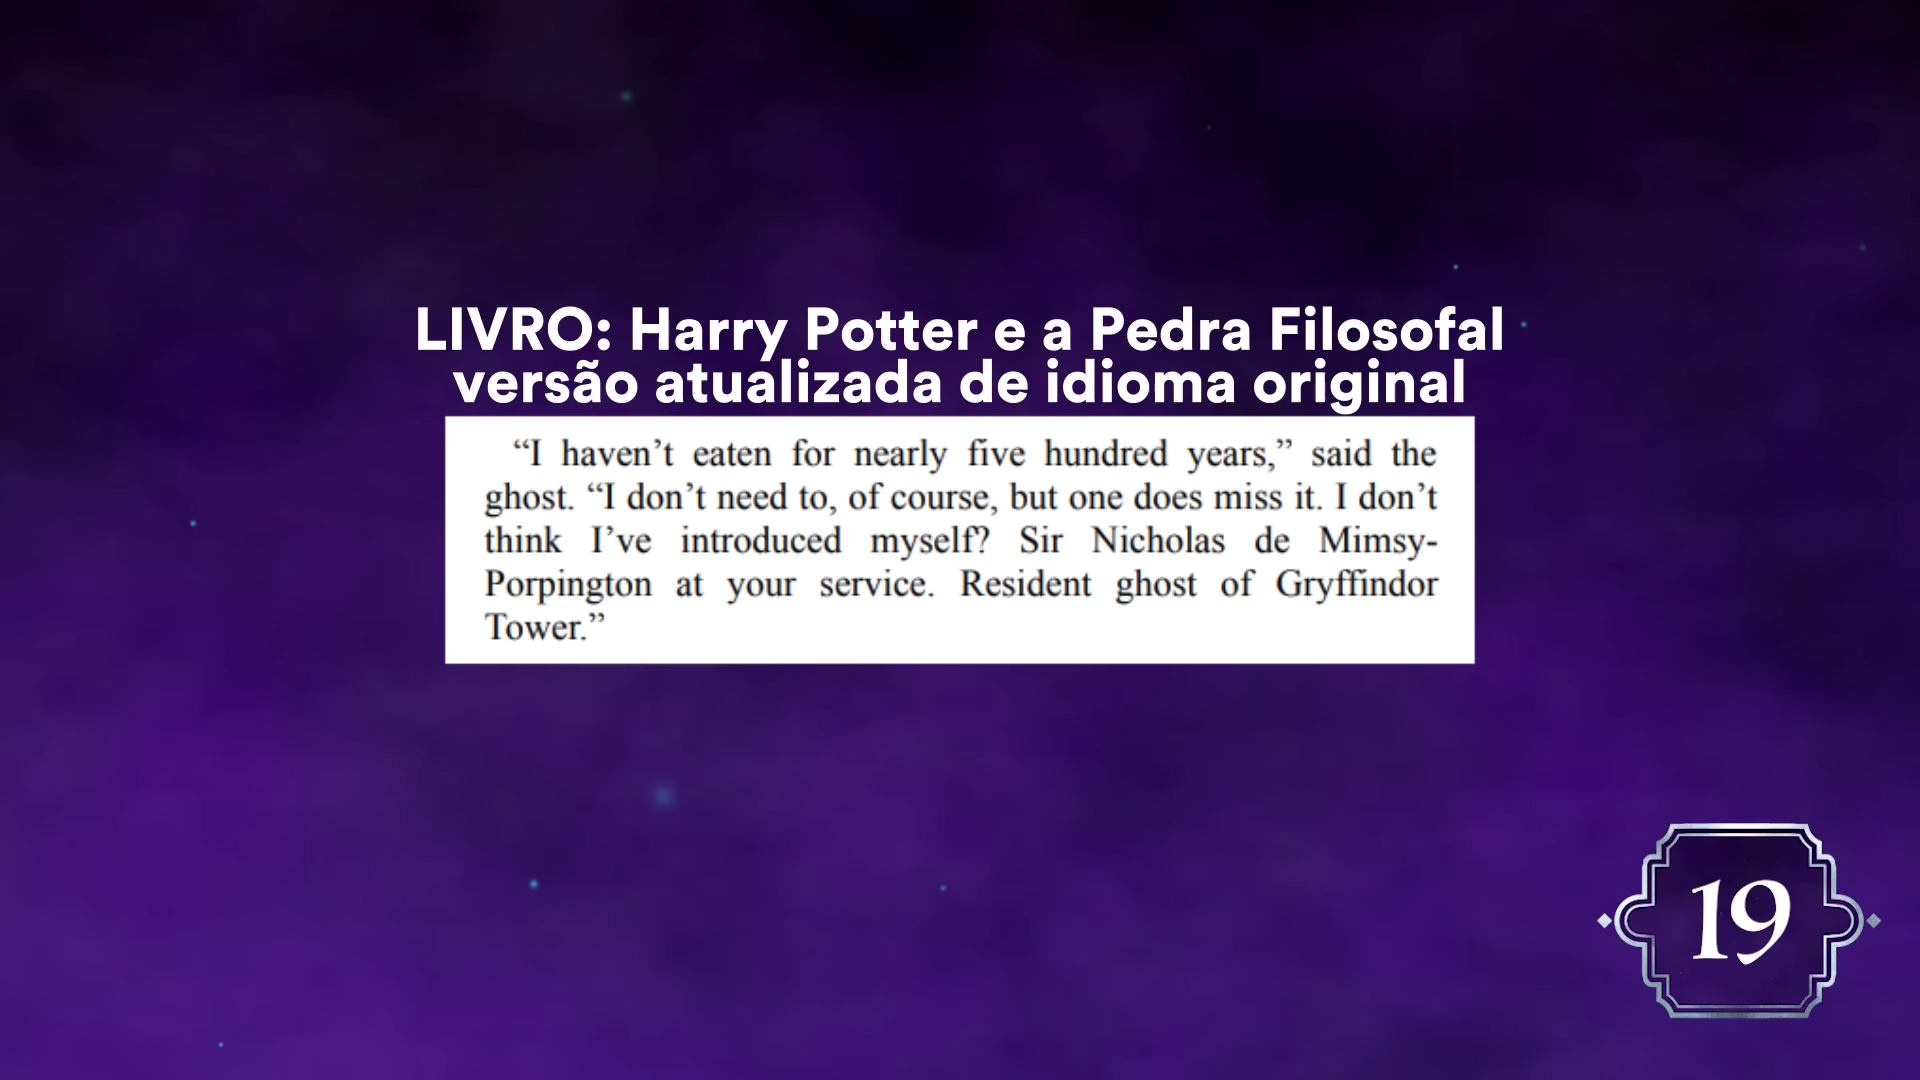 LIVRO: Harry Potter e a Pedra Filosofal
versão atualizada de idioma original
“I haven’t eaten for nearly five hundred years,” said the
ghost. “I don’t need to, of course, but one does miss it. I don’t
think I’ve introduced myself? Sir Nicholas de Mimsy-
Porpington at your service. Resident ghost of Gryffindor
Tower.”
19